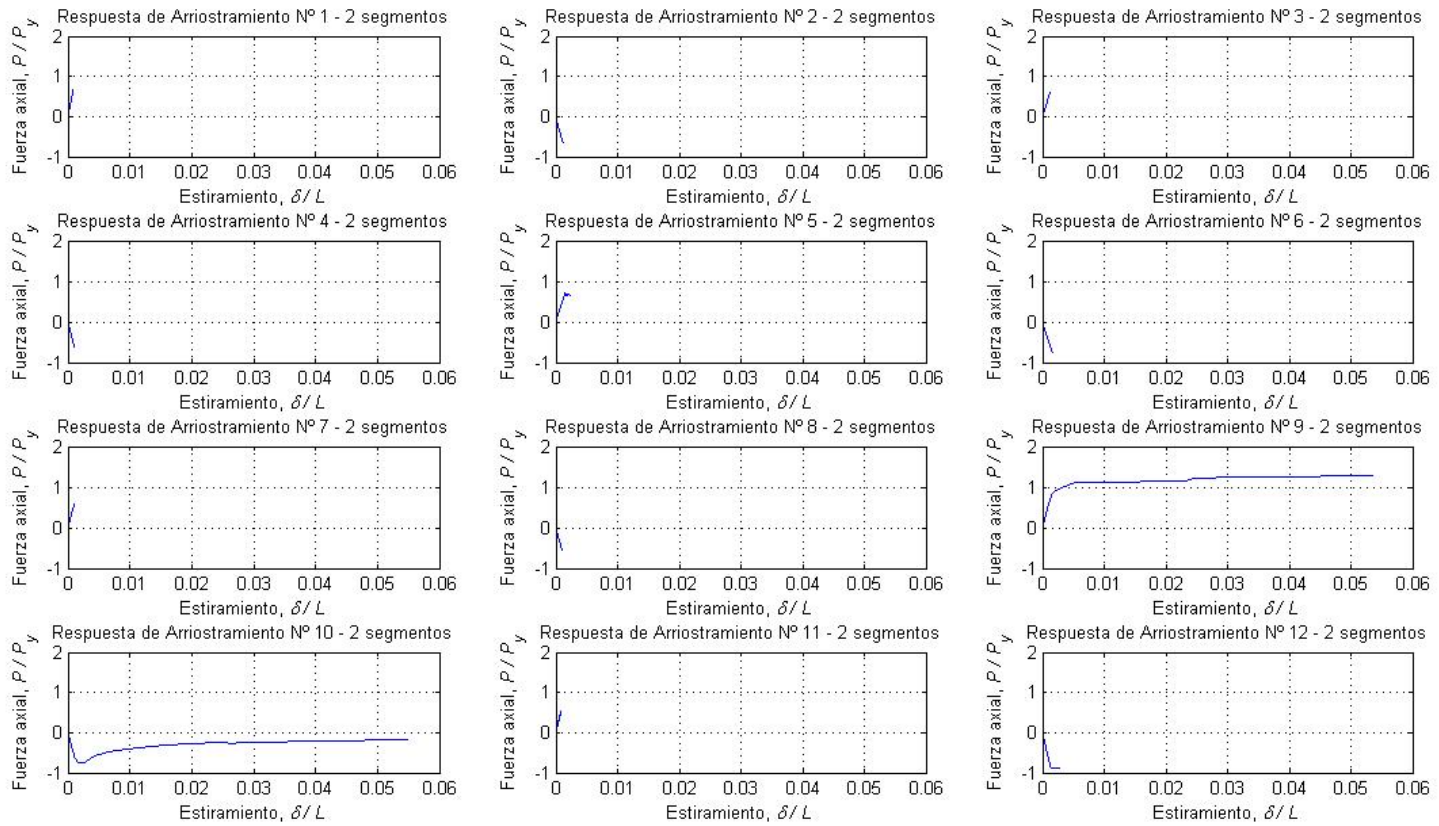 Respuesta de Arriostramiento Nº 1 - 2 segmentos
Fuerza axial, P / Py
2
1
0
-1
0 0.01 0.02 0.03 0.04 0.05 0.06
Estiramiento, δ/ L
Respuesta de Arriostramiento Nº 2 - 2 segmentos
Fuerza axial, P / Py
2
1
0
-1
0 0.01 0.02 0.03 0.04 0.05 0.06
Estiramiento, δ/ L
Respuesta de Arriostramiento Nº 3 - 2 segmentos
Fuerza axial, P / Py
2
1
0
-1
0 0.01 0.02 0.03 0.04 0.05 0.06
Estiramiento, δ/ L
Respuesta de Arriostramiento Nº 4 - 2 segmentos
Fuerza axial, P / Py
2
1
0
-1
0 0.01 0.02 0.03 0.04 0.05 0.06
Estiramiento, δ/ L
Respuesta de Arriostramiento Nº 5 - 2 segmentos
Fuerza axial, P / Py
2
1
0
-1
0 0.01 0.02 0.03 0.04 0.05 0.06
Estiramiento, δ/ L
Respuesta de Arriostramiento Nº 6 - 2 segmentos
Fuerza axial, P / Py
2
1
0
-1
0 0.01 0.02 0.03 0.04 0.05 0.06
Estiramiento, δ/ L
Respuesta de Arriostramiento Nº 7 - 2 segmentos
Fuerza axial, P / Py
2
1
0
-1
0 0.01 0.02 0.03 0.04 0.05 0.06
Estiramiento, δ/ L
Respuesta de Arriostramiento Nº 8 - 2 segmentos
Fuerza axial, P / Py
2
1
0
-1
0 0.01 0.02 0.03 0.04 0.05 0.06
Estiramiento, δ/ L
Respuesta de Arriostramiento Nº 9 - 2 segmentos
Fuerza axial, P / Py
2
1
0
-1
0 0.01 0.02 0.03 0.04 0.05 0.06
Estiramiento, δ/ L
Respuesta de Arriostramiento Nº 10 - 2 segmentos
Fuerza axial, P / Py
2
1
0
-1
0 0.01 0.02 0.03 0.04 0.05 0.06
Estiramiento, δ/ L
Respuesta de Arriostramiento Nº 11 - 2 segmentos
Fuerza axial, P / Py
2
1
0
-1
0 0.01 0.02 0.03 0.04 0.05 0.06
Estiramiento, δ/ L
Respuesta de Arriostramiento Nº 12 - 2 segmentos
Fuerza axial, P / Py
2
1
0
-1
0 0.01 0.02 0.03 0.04 0.05 0.06
Estiramiento, δ/ L